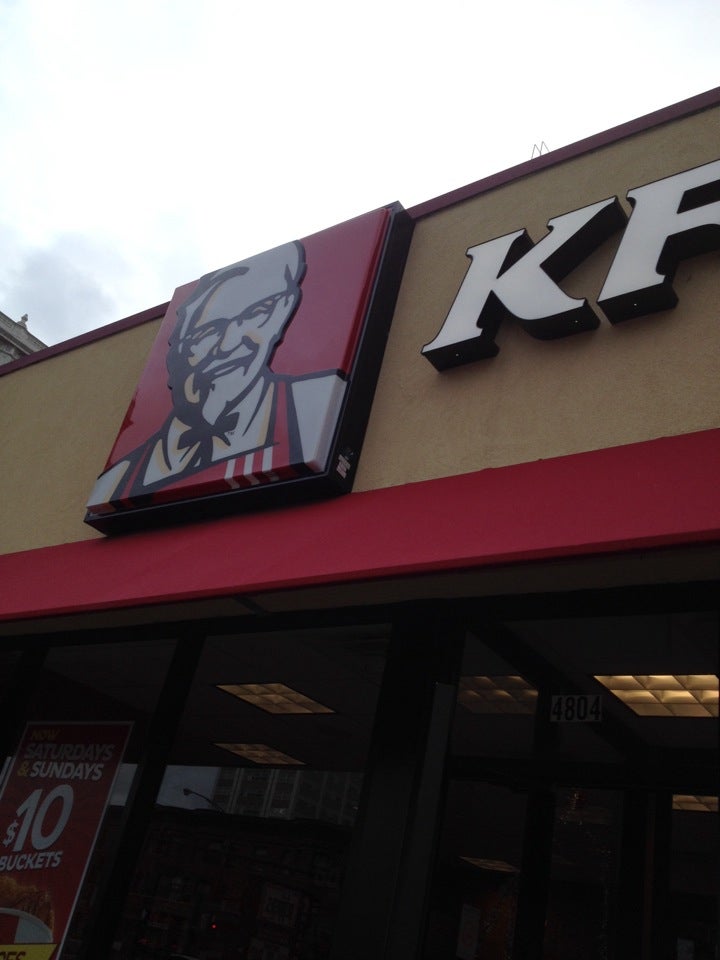 KF
4804
NOW
SATURDAYS
& SUNDAYS
$10
BUCKETS